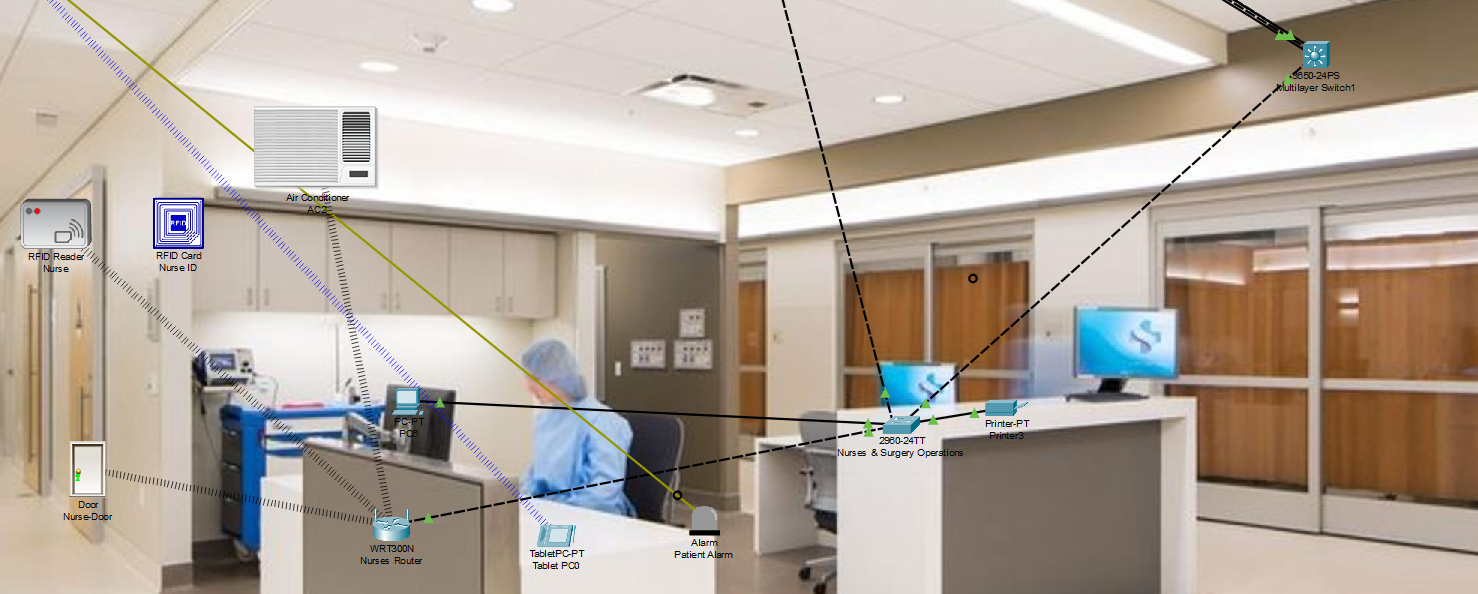 3650-24PS
Multilayer Switch1
Air Conditioner
AC2
RFID
RFID Reader
Nurse
RFID Card
Nurse ID
PC-PT
Printer-PT
Printer3
2960-24TT
Nurses & Surgery Operations
Door
Nurse-Door
WRT300N
Nurses Router
TabletPC-PT
Tablet PC0
Alarm
Patient Alarm